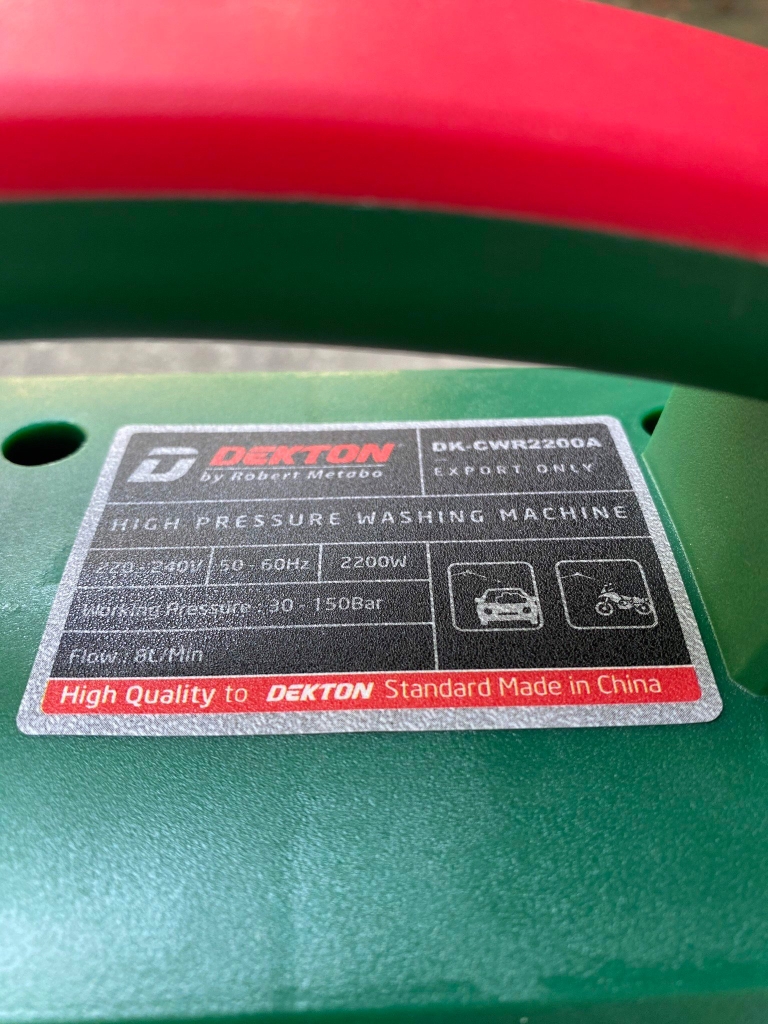 DEKTON
by Robert Metabo
DK-CWR2200A
EXPORT ONLY
HIGH PRESSURE WASHING MACHINE
220 - 240V
50 - 60Hz
2200W
Working Pressure : 30 - 150Bar
Flow : 8L/Min
High Quality to DEKTON Standard Made in China